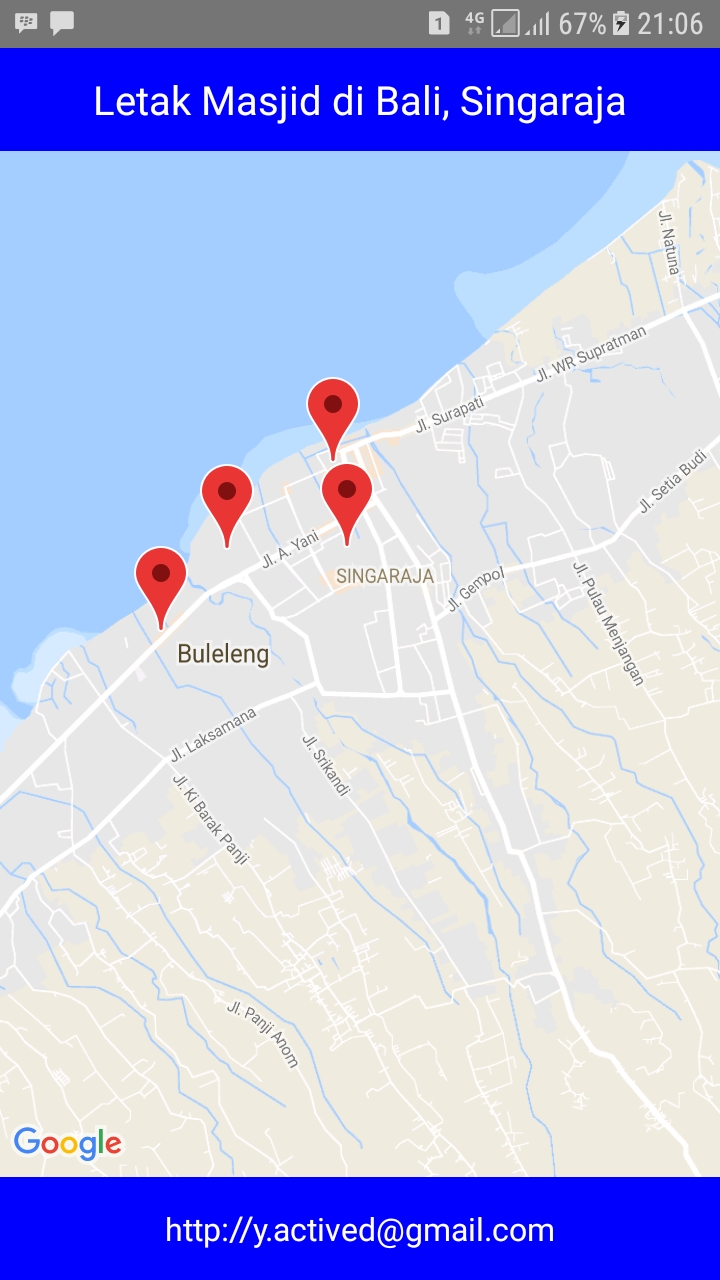 1 4G 67% 21:06
Letak Masjid di Bali, Singaraja
Jl. Natuna
Jl. WR Supratman
Jl. Surapati
Jl. Setia Budi
Jl. A. Yani
SINGARAJA
Jl. Gempol
Jl. Pulau Menjangan
Buleleng
Jl. Laksamana
Jl. Srikandi
Jl. Ki Barak Panji
Jl. Panji Anom
Google
http://y.actived@gmail.com